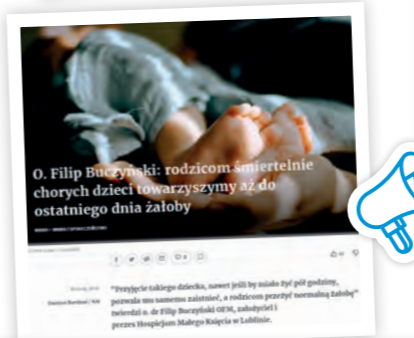 O. Filip Buczyński: rodzicom śmiertelnie
chorych dzieci towarzyszymy aż do
ostatniego dnia żałoby
"Przyjęcie takiego dziecka, nawet jeśli by miało żyć pół godziny,
pozwala mu samemu zaistnieć, a rodzicom przeżyć normalną żałobę"
twierdzi o. dr Filip Buczyński OFM, założyciel i
prezes Hospicjum Małego Księcia w Lublinie.